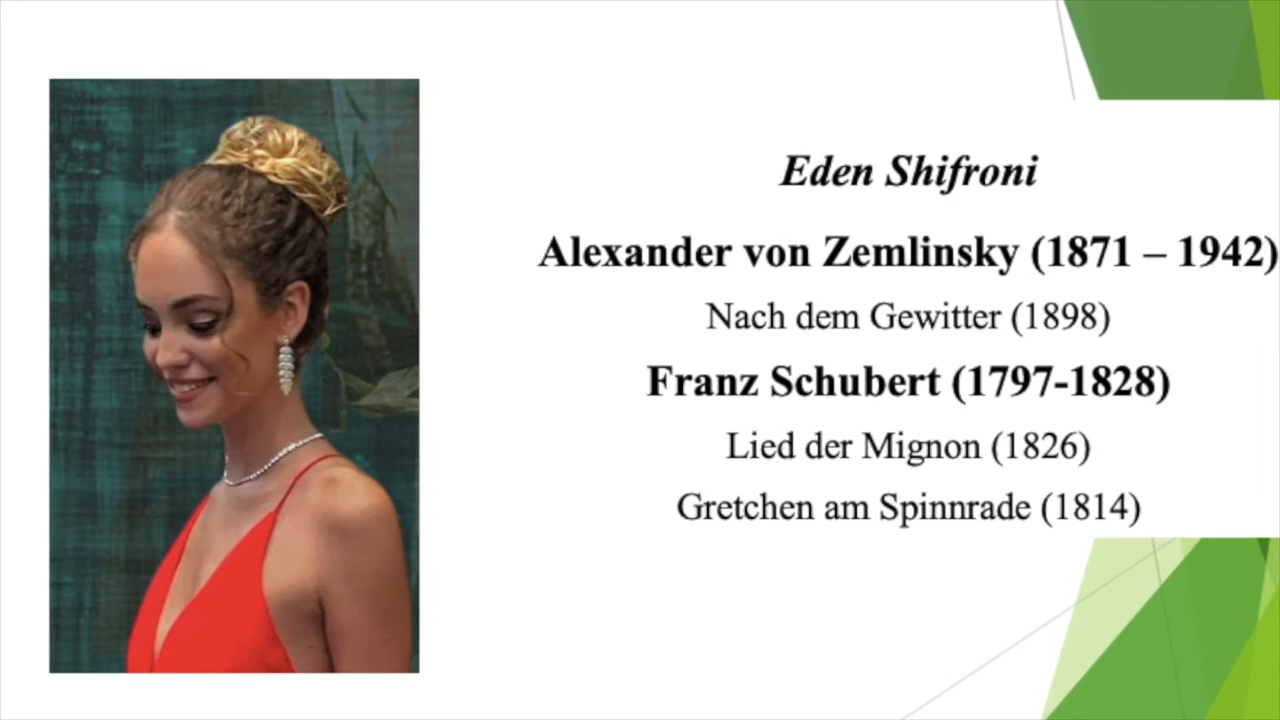 Eden Shifroni
Alexander von Zemlinsky (1871 – 1942)
Nach dem Gewitter (1898)
Franz Schubert (1797-1828)
Lied der Mignon (1826)
Gretchen am Spinnrade (1814)